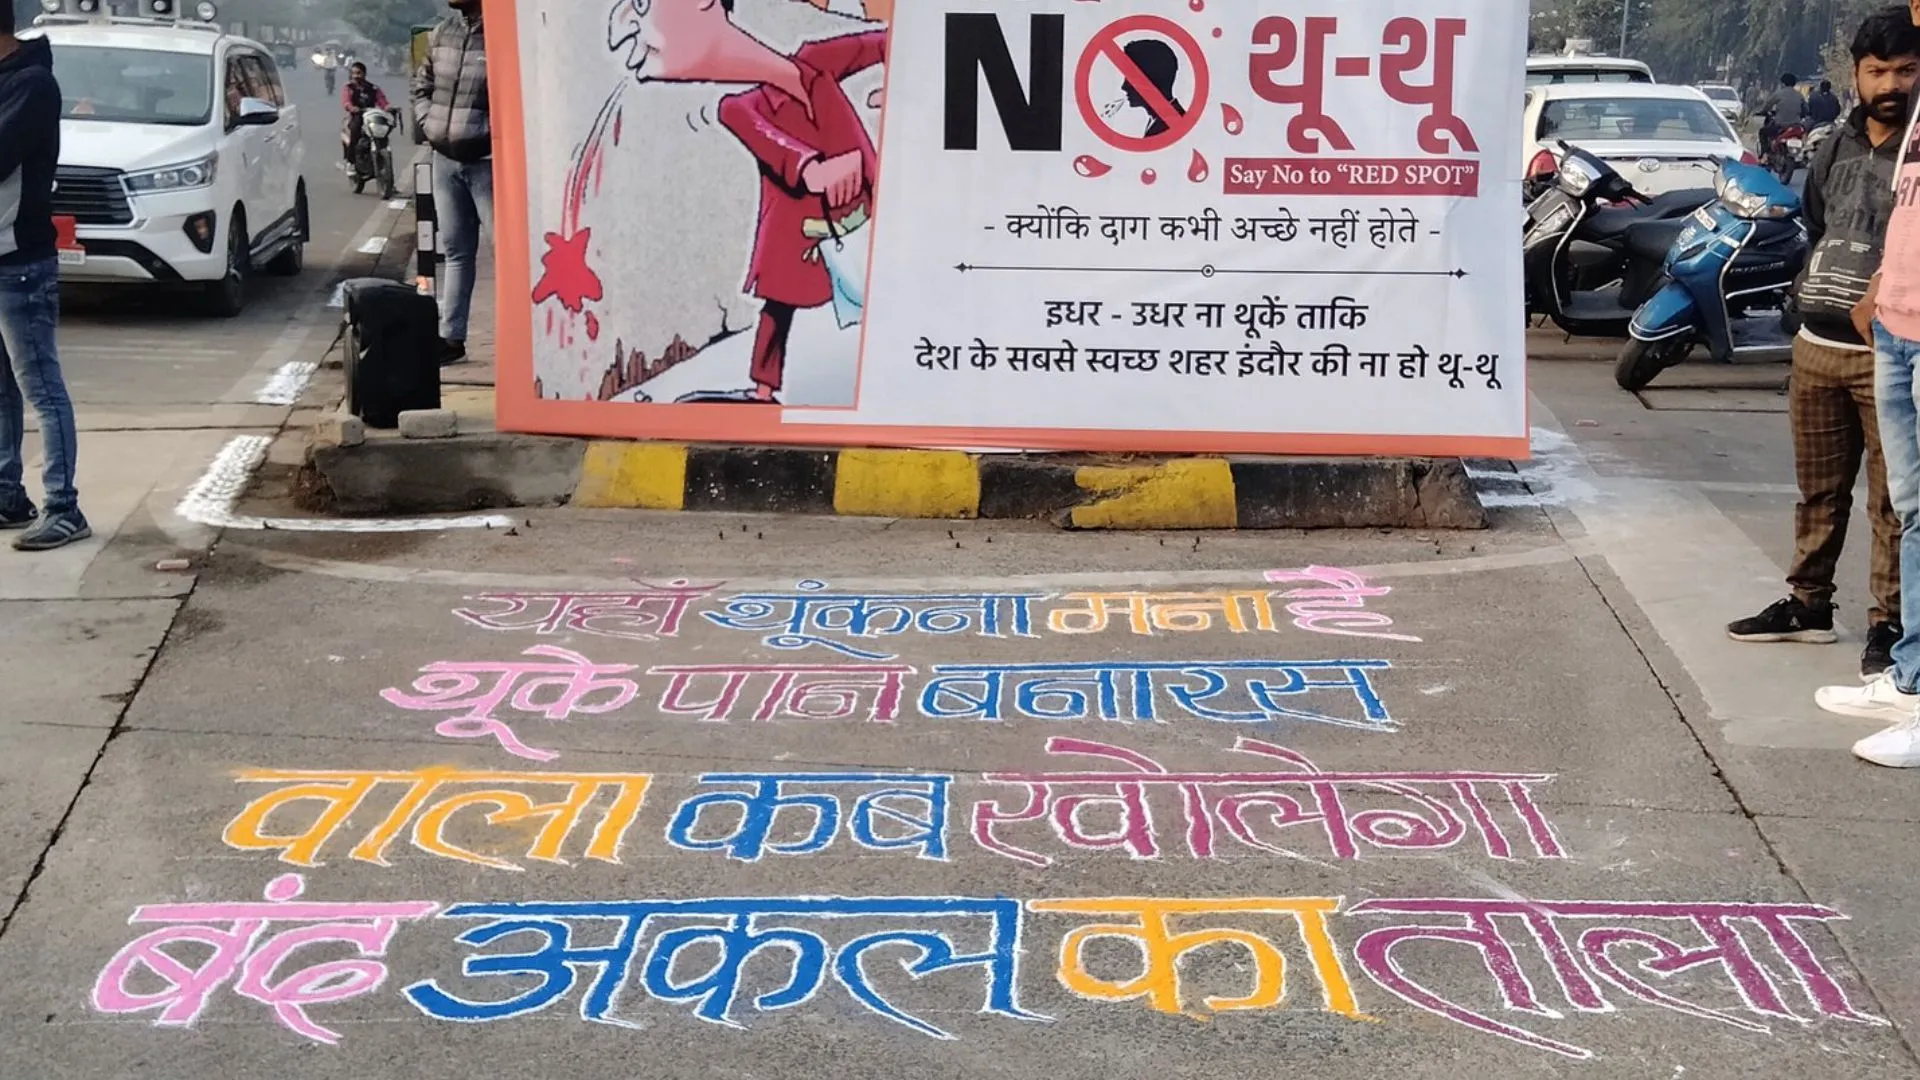 NO थू-थू
Say No to “RED SPOT”
- क्योंकि दाग कभी अच्छे नहीं होते -
इधर - उधर ना थूकें ताकि
देश के सबसे स्वच्छ शहर इंदौर की ना हो थू-थू
यहाँ थूंकना मना है
थूके पान बनारस
वाला कब खोलेगा
बंद अकल का ताला